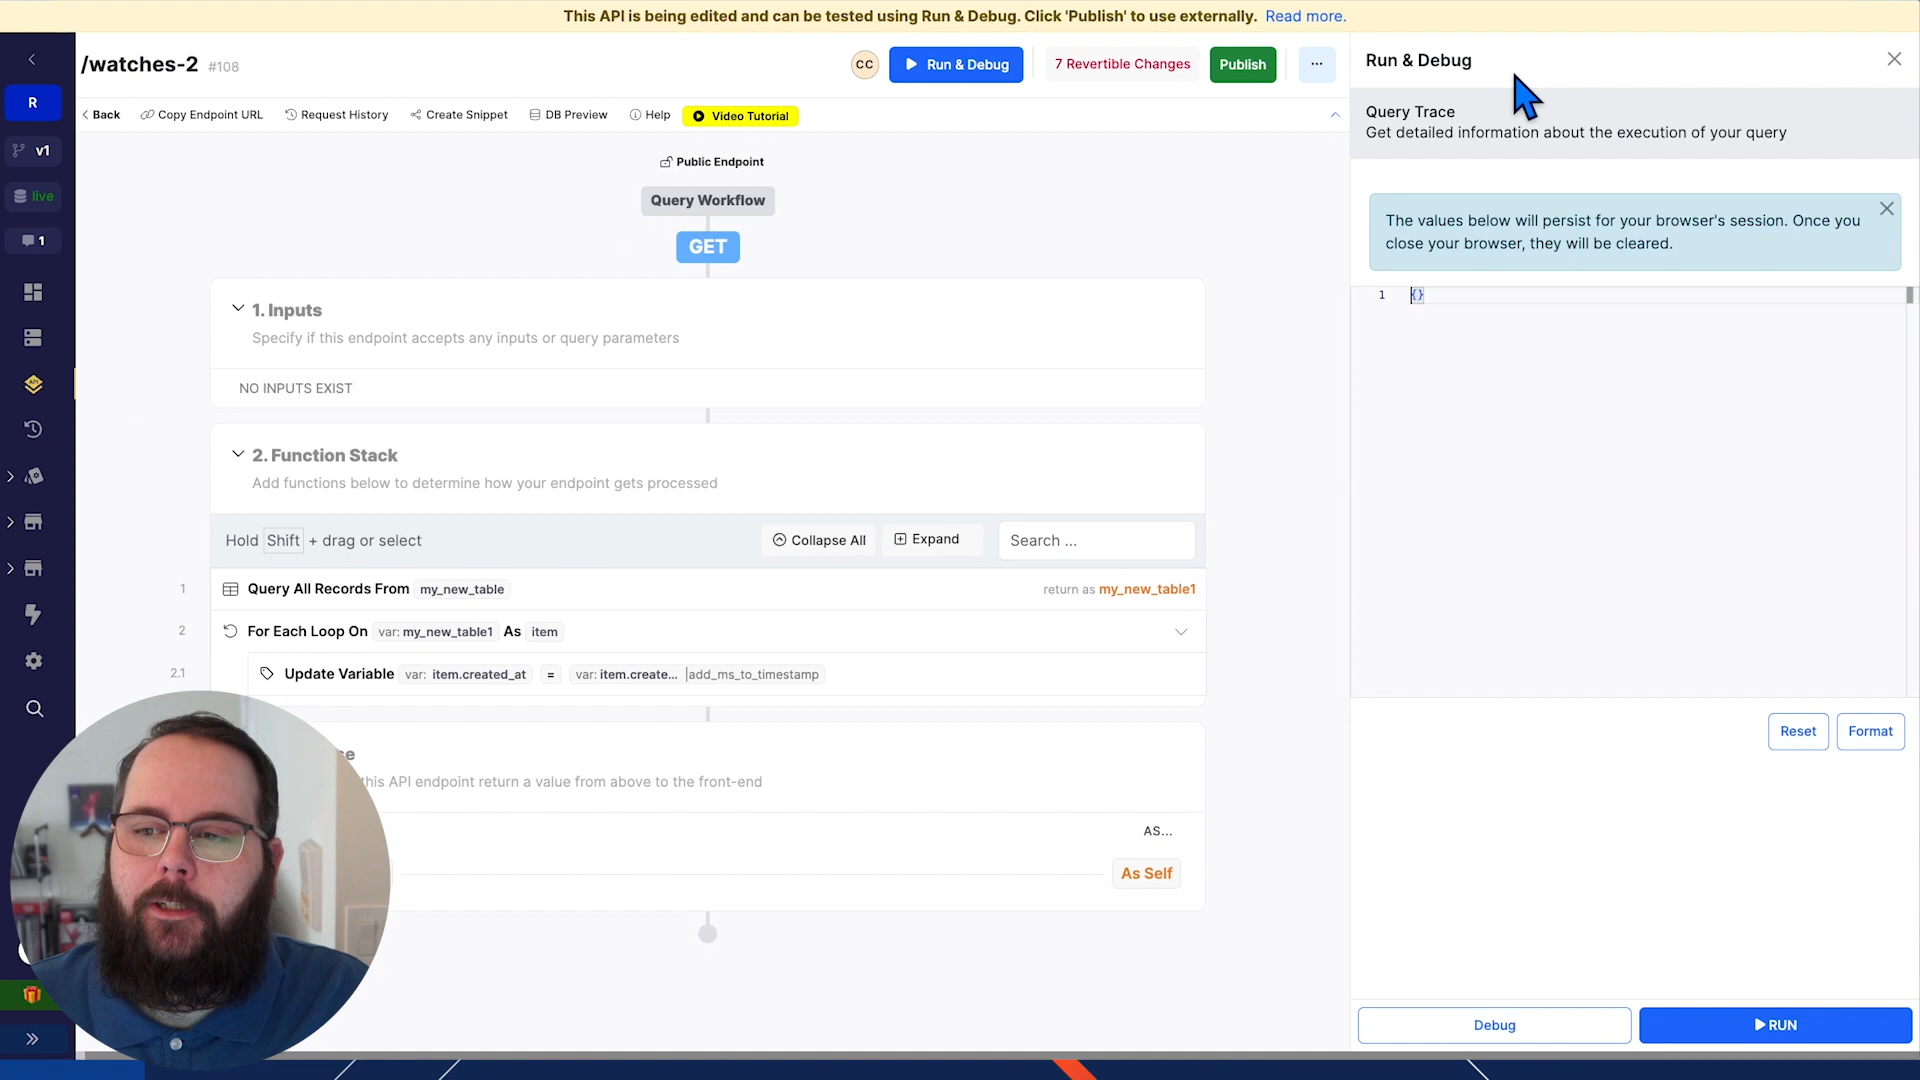 This API is being edited and can be tested using Run & Debug. Click 'Publish' to use externally. Read more.
/watches-2 #108
CC
Run & Debug
7 Revertible Changes
Publish
...
Run & Debug
R
v1
live
1
Back
Copy Endpoint URL
Request History
Create Snippet
DB Preview
Help
Video Tutorial
Query Trace
Get detailed information about the execution of your query
Public Endpoint
Query Workflow
GET
The values below will persist for your browser's session. Once you
close your browser, they will be cleared.
1 {}
1. Inputs
Specify if this endpoint accepts any inputs or query parameters
NO INPUTS EXIST
2. Function Stack
Add functions below to determine how your endpoint gets processed
Hold Shift + drag or select
Collapse All
Expand
Search ...
1 Query All Records From my_new_table return as my_new_table1
2 For Each Loop On var: my_new_table1 As item
2.1 Update Variable var: item.created_at = var: item.create... |add_ms_to_timestamp
se
this API endpoint return a value from above to the front-end
AS...
As Self
Reset
Format
Debug
RUN